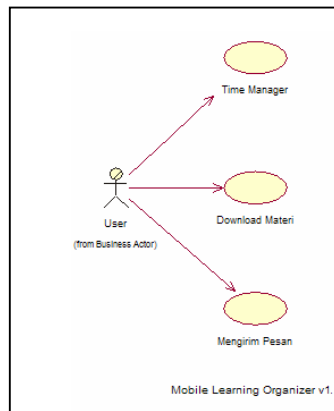 Time Manager
User
(from Business Actor)
Download Materi
Mengirim Pesan
Mobile Learning Organizer v1.